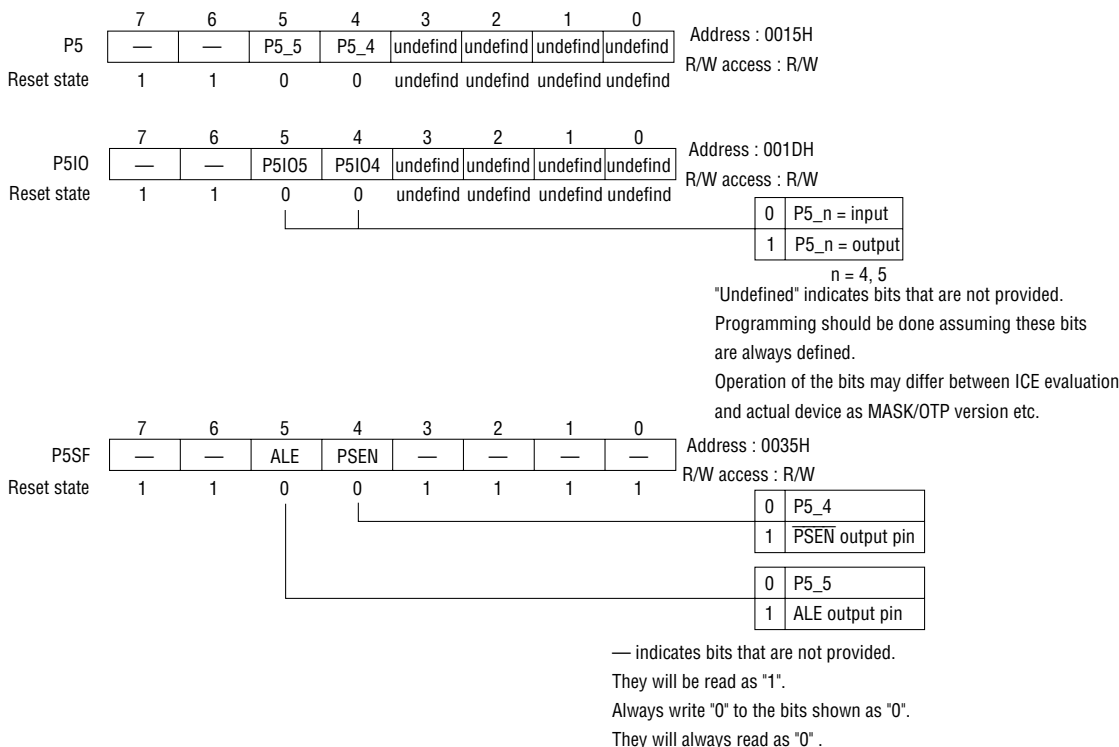 7 6 5 4 3 2 1 0
P5 — — P5_5 P5_4 undefind undefind undefind undefind Address : 0015H
R/W access : R/W
Reset state 1 1 0 0 undefind undefind undefind undefind
7 6 5 4 3 2 1 0
P5IO — — P5IO5 P5IO4 undefind undefind undefind undefind Address : 001DH
R/W access : R/W
Reset state 1 1 0 0 undefind undefind undefind undefind
0 P5_n = input
1 P5_n = output
n = 4, 5
"Undefined" indicates bits that are not provided.
Programming should be done assuming these bits
are always defined.
Operation of the bits may differ between ICE evaluation
and actual device as MASK/OTP version etc.
7 6 5 4 3 2 1 0
P5SF — — ALE PSEN — — — — Address : 0035H
R/W access : R/W
Reset state 1 1 0 0 1 1 1 1
0 P5_4
1 PSEN output pin
0 P5_5
1 ALE output pin
— indicates bits that are not provided.
They will be read as "1".
Always write "0" to the bits shown as "0".
They will always read as "0" .